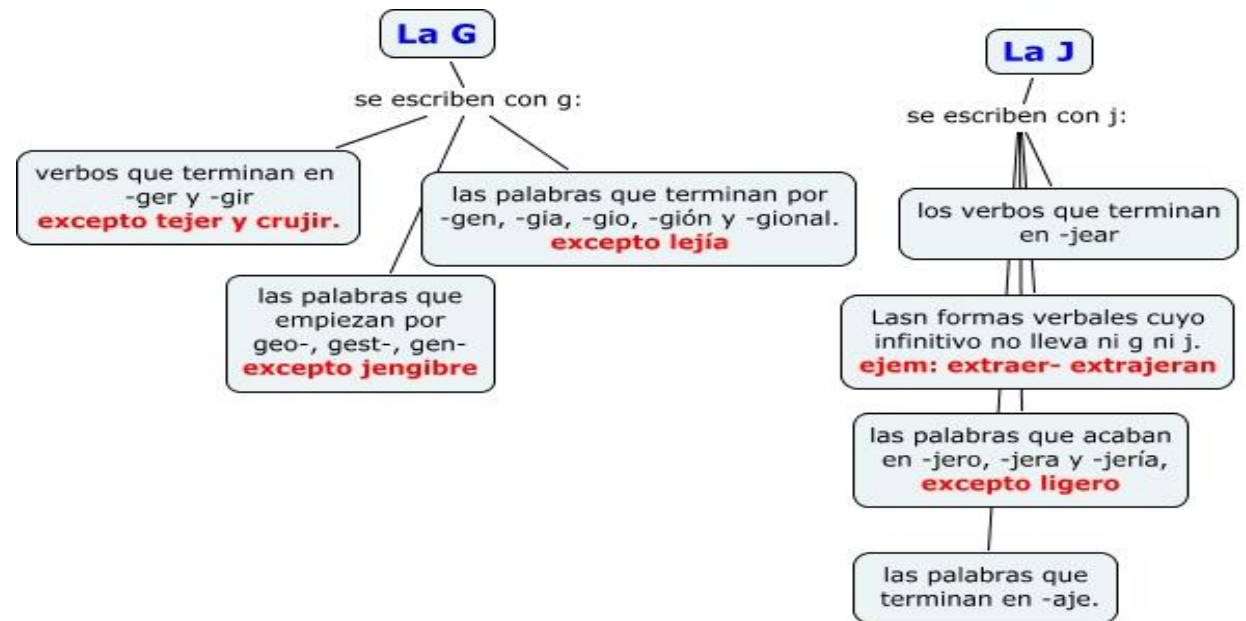 La G
se escriben con g:
verbos que terminan en
-ger y -gir
excepto tejer y crujir.
las palabras que terminan por
-gen, -gia, -gio, -gión y -gional.
excepto lejía
las palabras que
empiezan por
geo-, gest-, gen-
excepto jengibre
La J
se escriben con j:
los verbos que terminan
en -jear
Lasn formas verbales cuyo
infinitivo no lleva ni g ni j.
ejem: extraer- extrajeran
las palabras que acaban
en -jero, -jera y -jería,
excepto ligero
las palabras que
terminan en -aje.